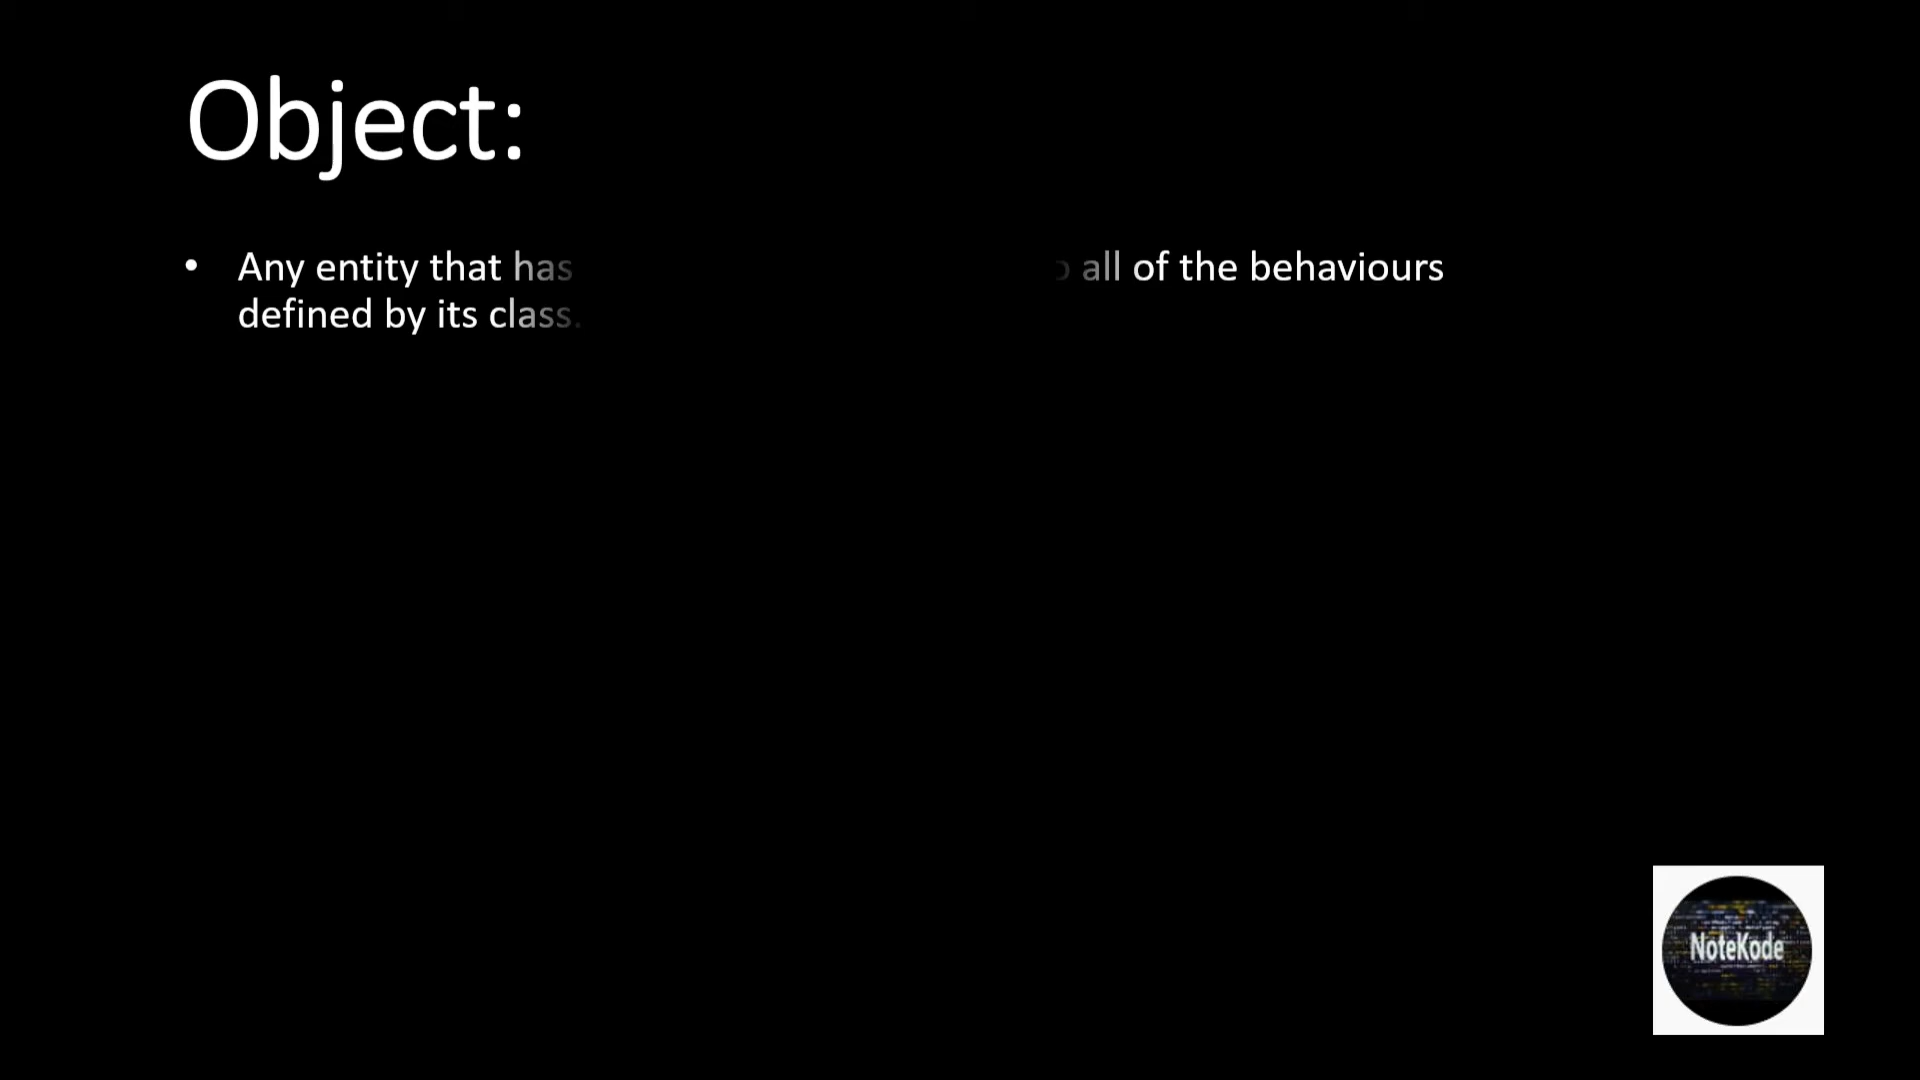 Object:
• Any entity that has all of the behaviours
defined by its class.
NoteKode